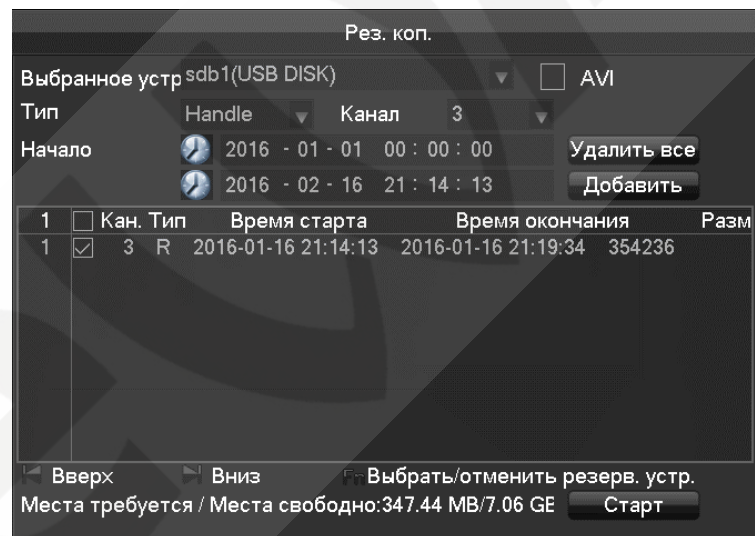 Рез. коп.
Выбранное устр sdb1(USB DISK) AVI
Тип Handle Канал 3
Начало 2016 - 01 - 01 00 : 00 : 00 Удалить все
2016 - 02 - 16 21 : 14 : 13 Добавить
1 Кан. Тип Время старта Время окончания Разм
1 3 R 2016-01-16 21:14:13 2016-01-16 21:19:34 354236
Вверх Вниз Fn Выбрать/отменить резерв. устр.
Места требуется / Места свободно:347.44 MB/7.06 GE Старт